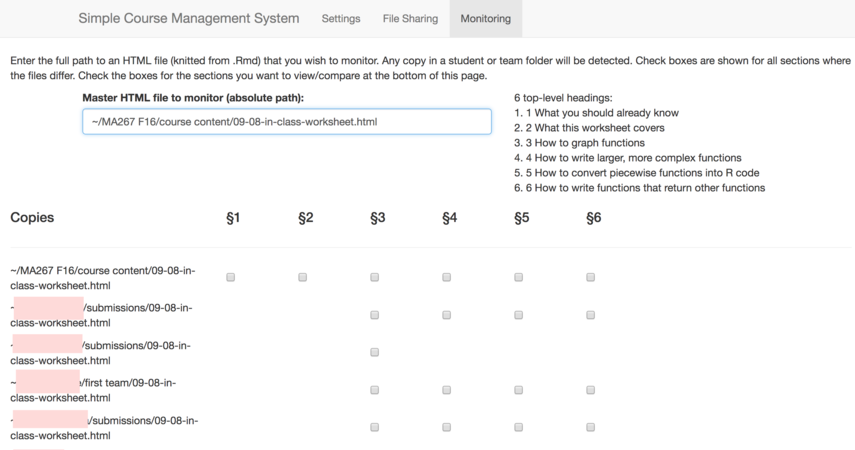 Simple Course Management System Settings File Sharing Monitoring
Enter the full path to an HTML file (knitted from .Rmd) that you wish to monitor. Any copy in a student or team folder will be detected. Check boxes are shown for all sections where
the files differ. Check the boxes for the sections you want to view/compare at the bottom of this page.
Master HTML file to monitor (absolute path):
~/MA267 F16/course content/09-08-in-class-worksheet.html
6 top-level headings:
1. 1 What you should already know
2. 2 What this worksheet covers
3. 3 How to graph functions
4. 4 How to write larger, more complex functions
5. 5 How to convert piecewise functions into R code
6. 6 How to write functions that return other functions
Copies §1 §2 §3 §4 §5 §6
~/MA267 F16/course content/09-08-in-
class-worksheet.html
/submissions/09-08-in-
class-worksheet.html
/submissions/09-08-in-
class-worksheet.html
~ /first team/09-08-in-
class-worksheet.html
/submissions/09-08-in-
class-worksheet.html